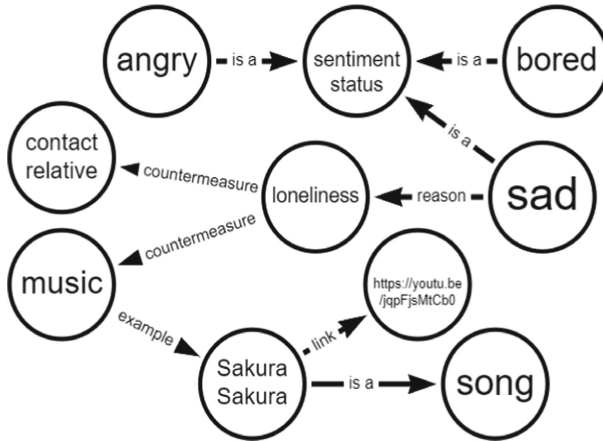 angry
is a
sentiment
status
is a
bored
is a
contact
relative
countermeasure
loneliness
reason
sad
countermeasure
music
https://youtu.be
/jqpFjsMtCb0
example
link
Sakura
Sakura
is a
song